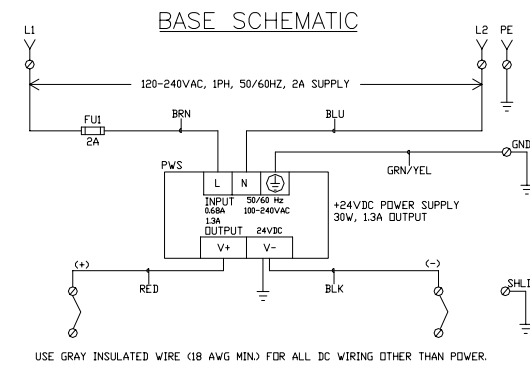 BASE SCHEMATIC
L1
L2 PE
120-240VAC, 1PH, 50/60HZ, 2A SUPPLY
FU1
2A
BRN
BLU
GND
GRN/YEL
PWS
L N
INPUT 50/60 Hz
0.68A 100-240VAC
1.3A
OUTPUT 24VDC
V+ V-
+24VDC POWER SUPPLY
30W, 1.3A OUTPUT
(+)
(-)
RED
BLK
USE GRAY INSULATED WIRE (18 AWG MIN.) FOR ALL DC WIRING OTHER THAN POWER.